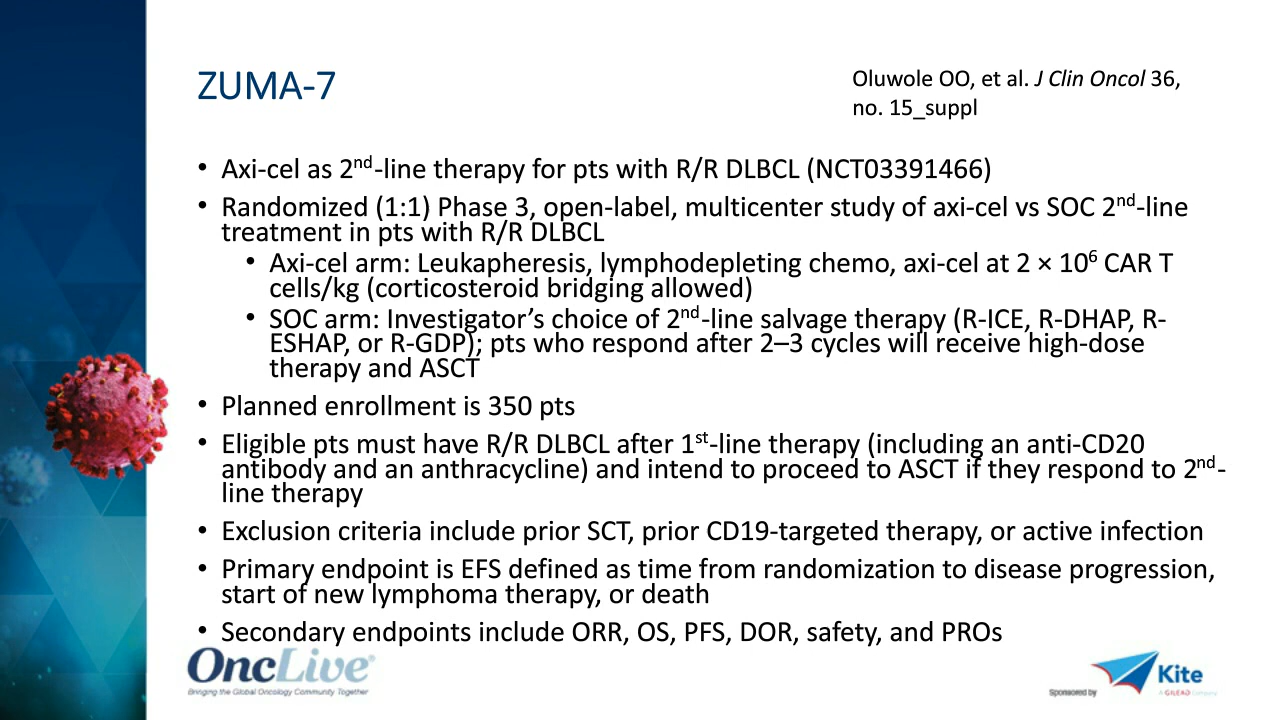 ZUMA-7
Oluwole OO, et al. J Clin Oncol 36,
no. 15_suppl
• Axi-cel as 2nd-line therapy for pts with R/R DLBCL (NCT03391466)
• Randomized (1:1) Phase 3, open-label, multicenter study of axi-cel vs SOC 2nd-line
treatment in pts with R/R DLBCL
• Axi-cel arm: Leukapheresis, lymphodepleting chemo, axi-cel at 2 × 10⁶ CAR T
cells/kg (corticosteroid bridging allowed)
• SOC arm: Investigator’s choice of 2nd-line salvage therapy (R-ICE, R-DHAP, R-
ESHAP, or R-GDP); pts who respond after 2–3 cycles will receive high-dose
therapy and ASCT
• Planned enrollment is 350 pts
• Eligible pts must have R/R DLBCL after 1st-line therapy (including an anti-CD20
antibody and an anthracycline) and intend to proceed to ASCT if they respond to 2nd-
line therapy
• Exclusion criteria include prior SCT, prior CD19-targeted therapy, or active infection
• Primary endpoint is EFS defined as time from randomization to disease progression,
start of new lymphoma therapy, or death
• Secondary endpoints include ORR, OS, PFS, DOR, safety, and PROs
OncLive®
Bringing the Global Oncology Community Together
Sponsored by
Kite
A GILEAD Company